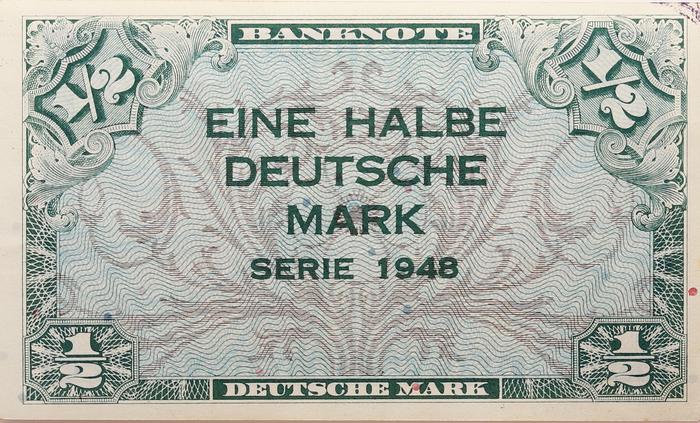 BANKNOTE
1/2 1/2
EINE HALBE
DEUTSCHE
MARK
SERIE 1948
1/2 1/2
DEUTSCHE MARK